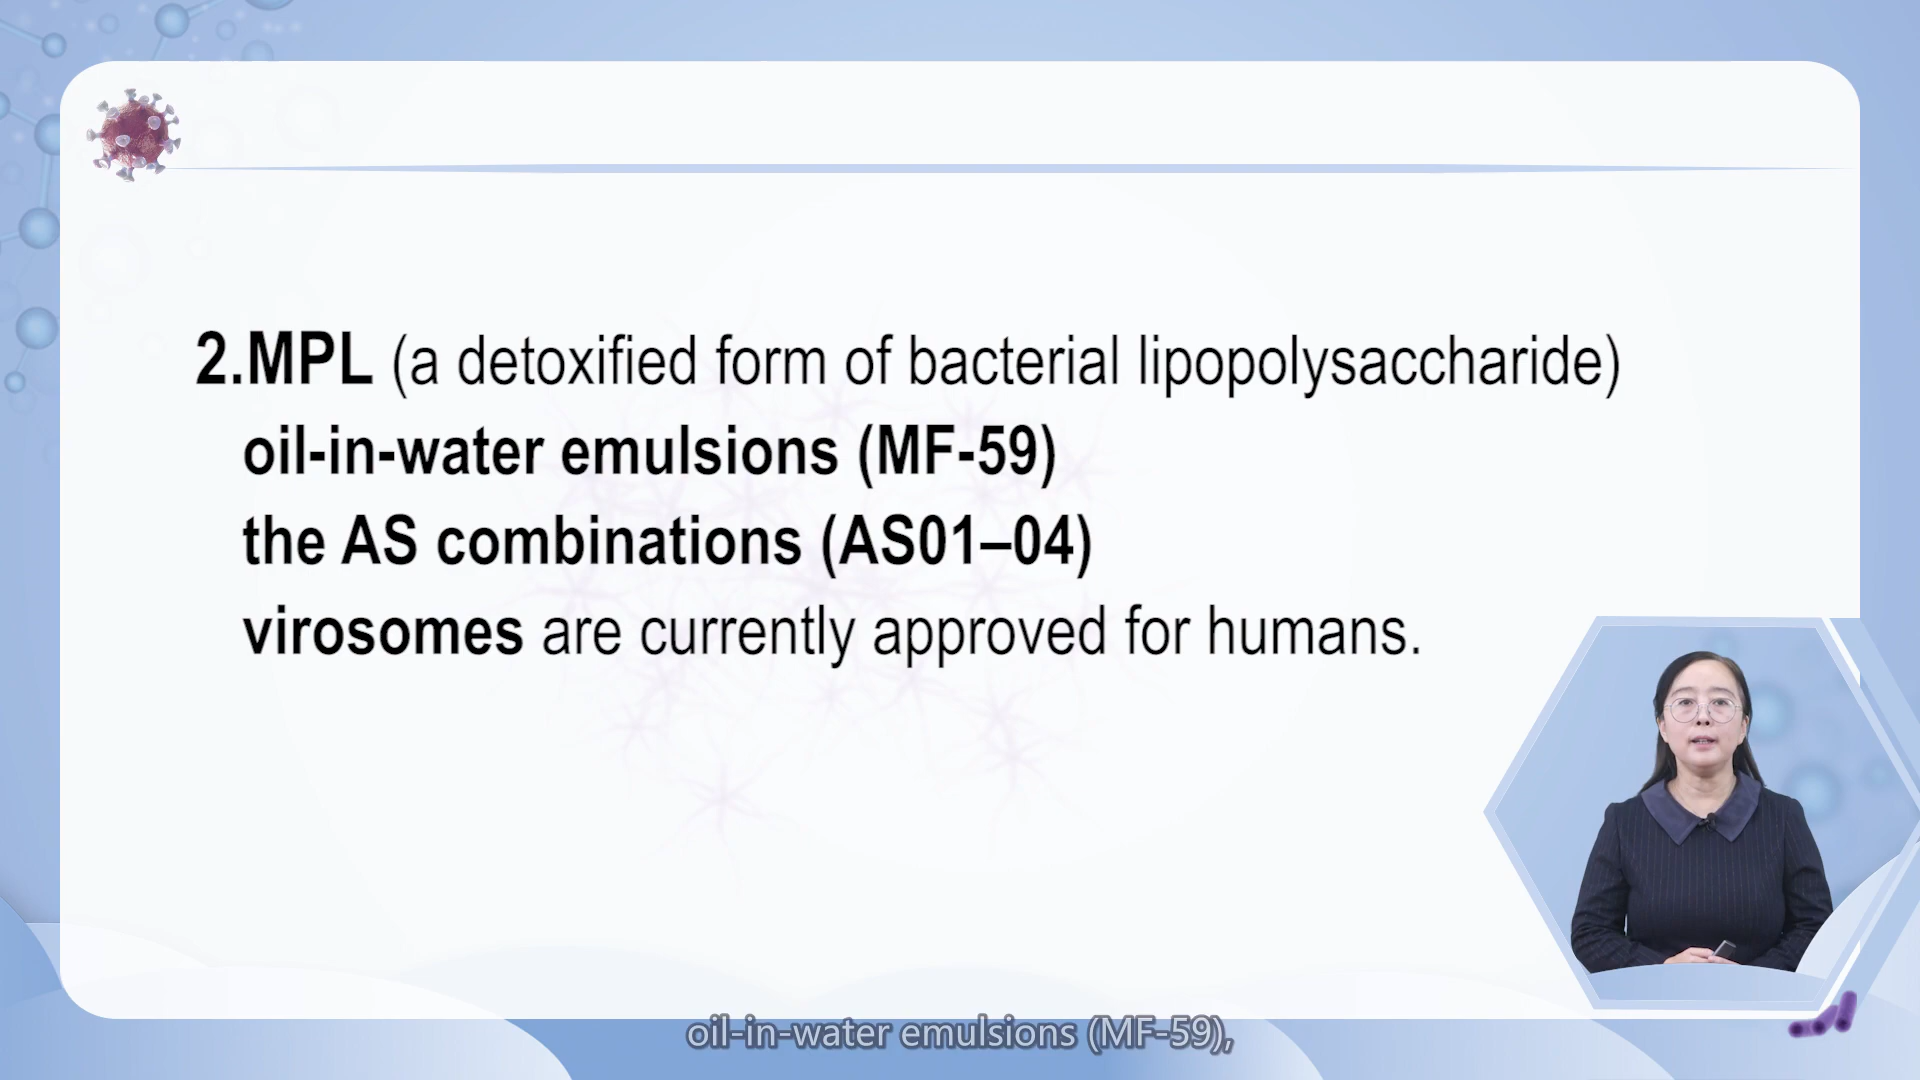 2.MPL (a detoxified form of bacterial lipopolysaccharide)
oil-in-water emulsions (MF-59)
the AS combinations (AS01–04)
virosomes are currently approved for humans.
oil-in-water emulsions (MF-59),